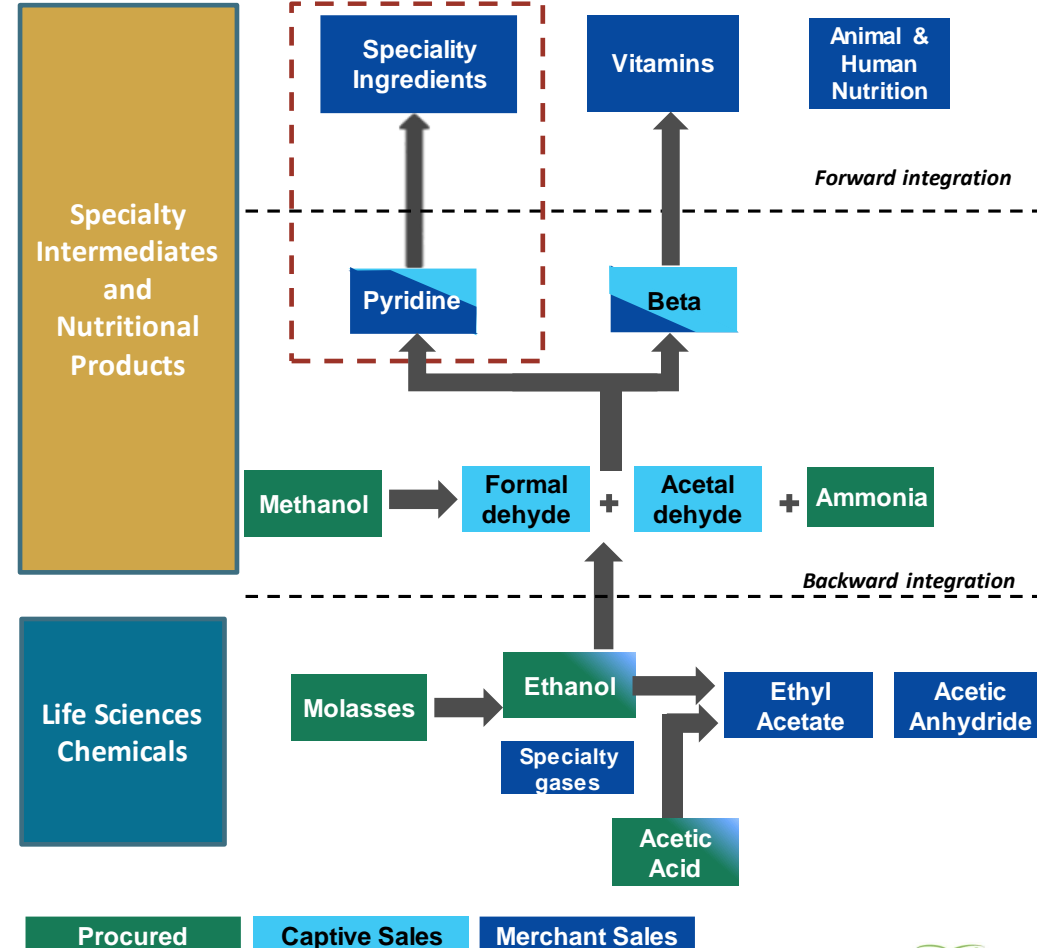 Speciality
Ingredients
Vitamins
Animal &
Human
Nutrition
Forward integration
Specialty
Intermediates
and
Nutritional
Products
Pyridine
Beta
Methanol
Formal
dehyde
+
Acetal
dehyde
+
Ammonia
Backward integration
Life Sciences
Chemicals
Molasses
Ethanol
Ethyl
Acetate
Acetic
Anhydride
Specialty
gases
Acetic
Acid
Procured
Captive Sales
Merchant Sales